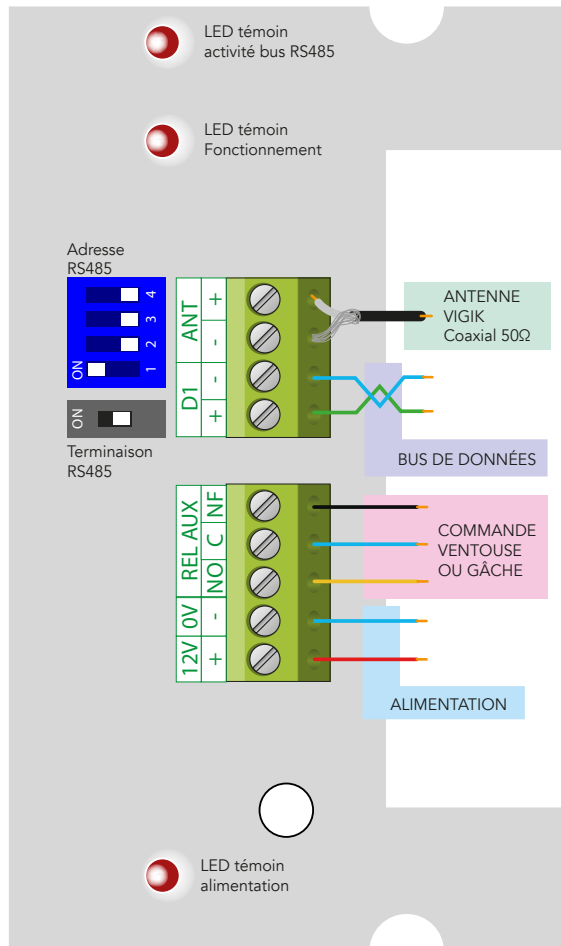 LED témoin
activité bus RS485
LED témoin
Fonctionnement
Adresse
RS485
4
3
2
1
ON
ANT
+
-
D1
-
+
ANTENNE
VIGIK
Coaxial 50Ω
BUS DE DONNÉES
ON
Terminaison
RS485
REL AUX
NF
C
NO
0V
-
12V
+
COMMANDE
VENTOUSE
OU GÂCHE
ALIMENTATION
LED témoin
alimentation